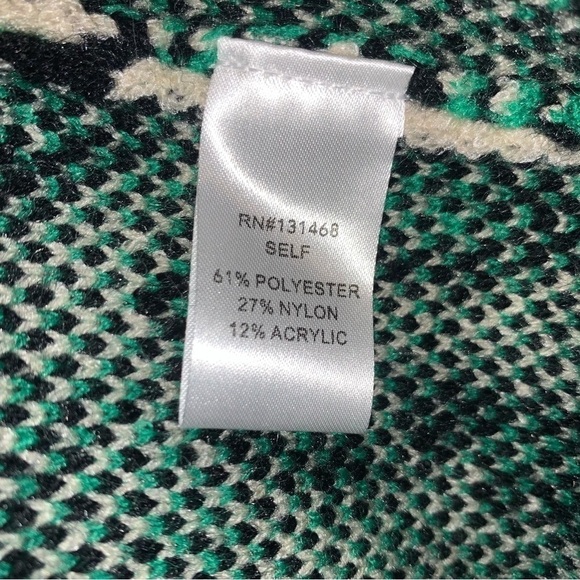 RN#131468
SELF
61% POLYESTER
27% NYLON
12% ACRYLIC